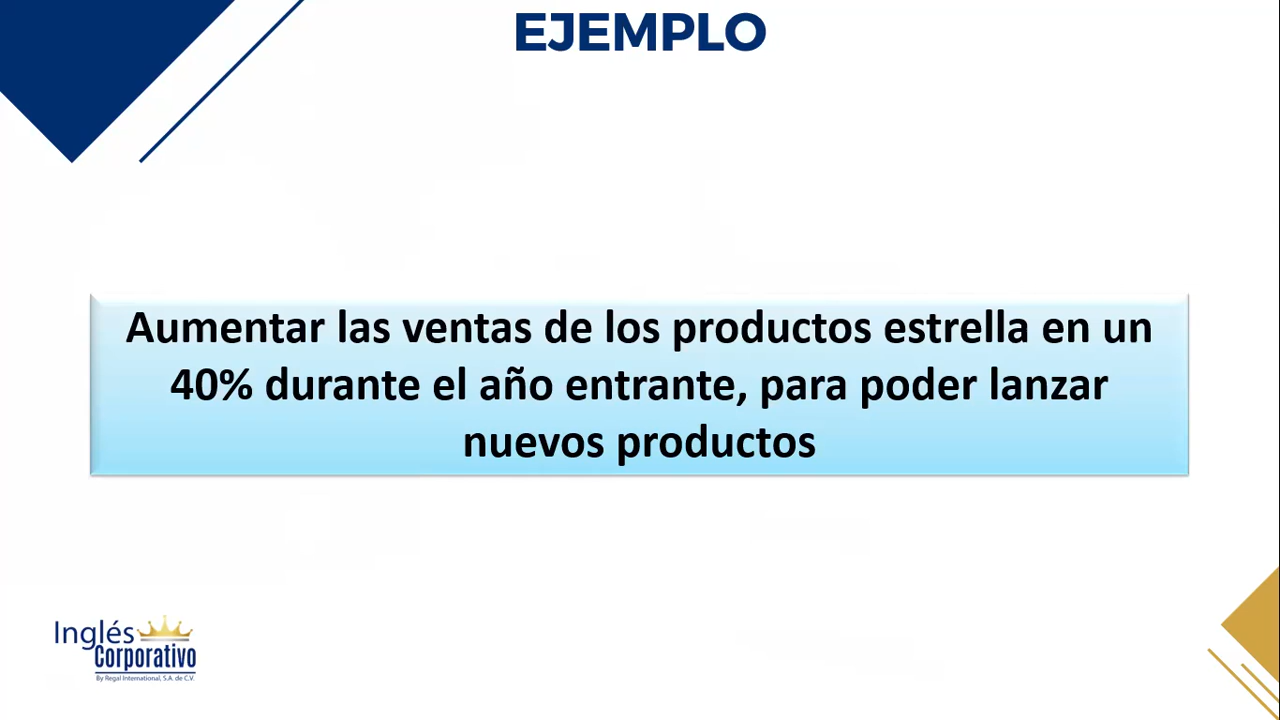 EJEMPLO
Aumentar las ventas de los productos estrella en un
40% durante el año entrante, para poder lanzar
nuevos productos
Inglés
Corporativo
By Regal International, S.A. de C.V.